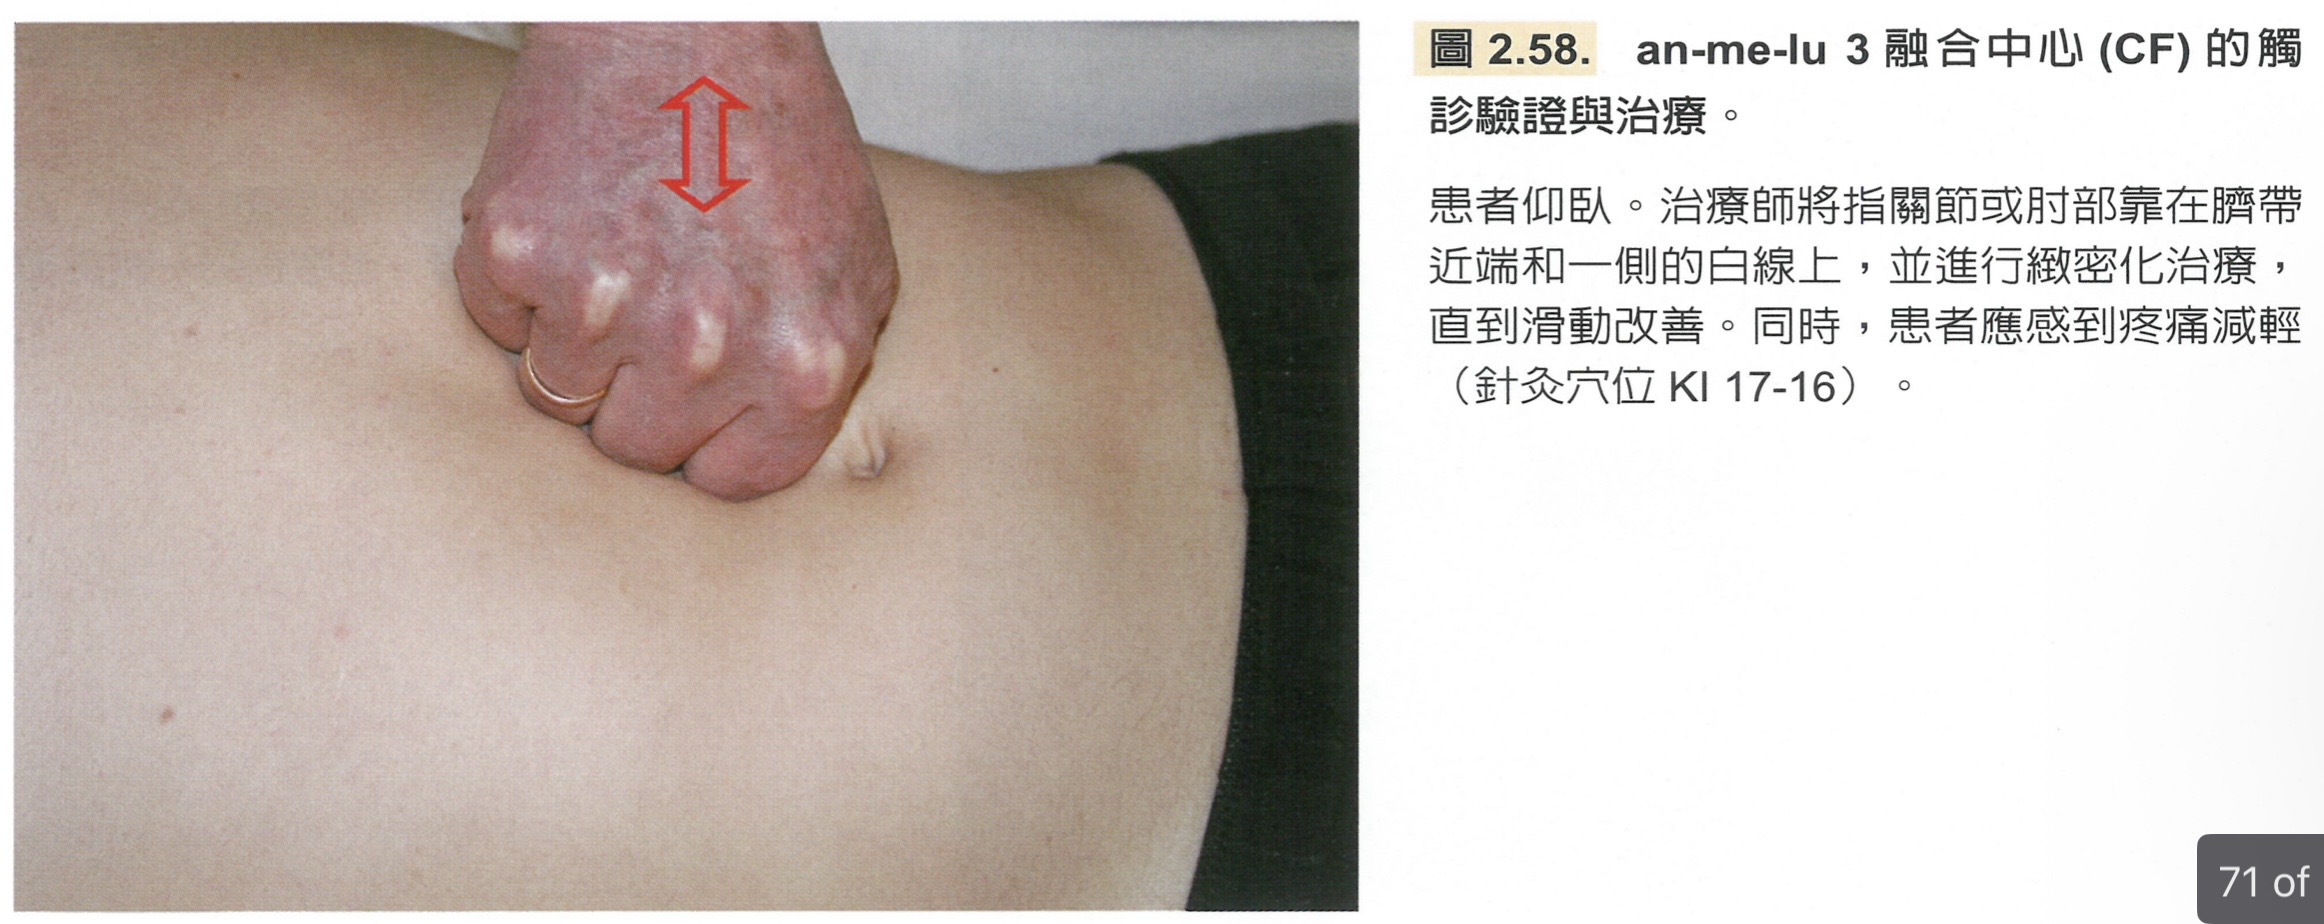 圖 2.58. an-me-lu 3 融合中心 (CF) 的觸
診驗證與治療。
患者仰臥。治療師將指關節或肘部靠在臍帶
近端和一側的白線上，並進行緻密化治療，
直到滑動改善。同時，患者應感到疼痛減輕
（針灸穴位 KI 17-16）。
71 of